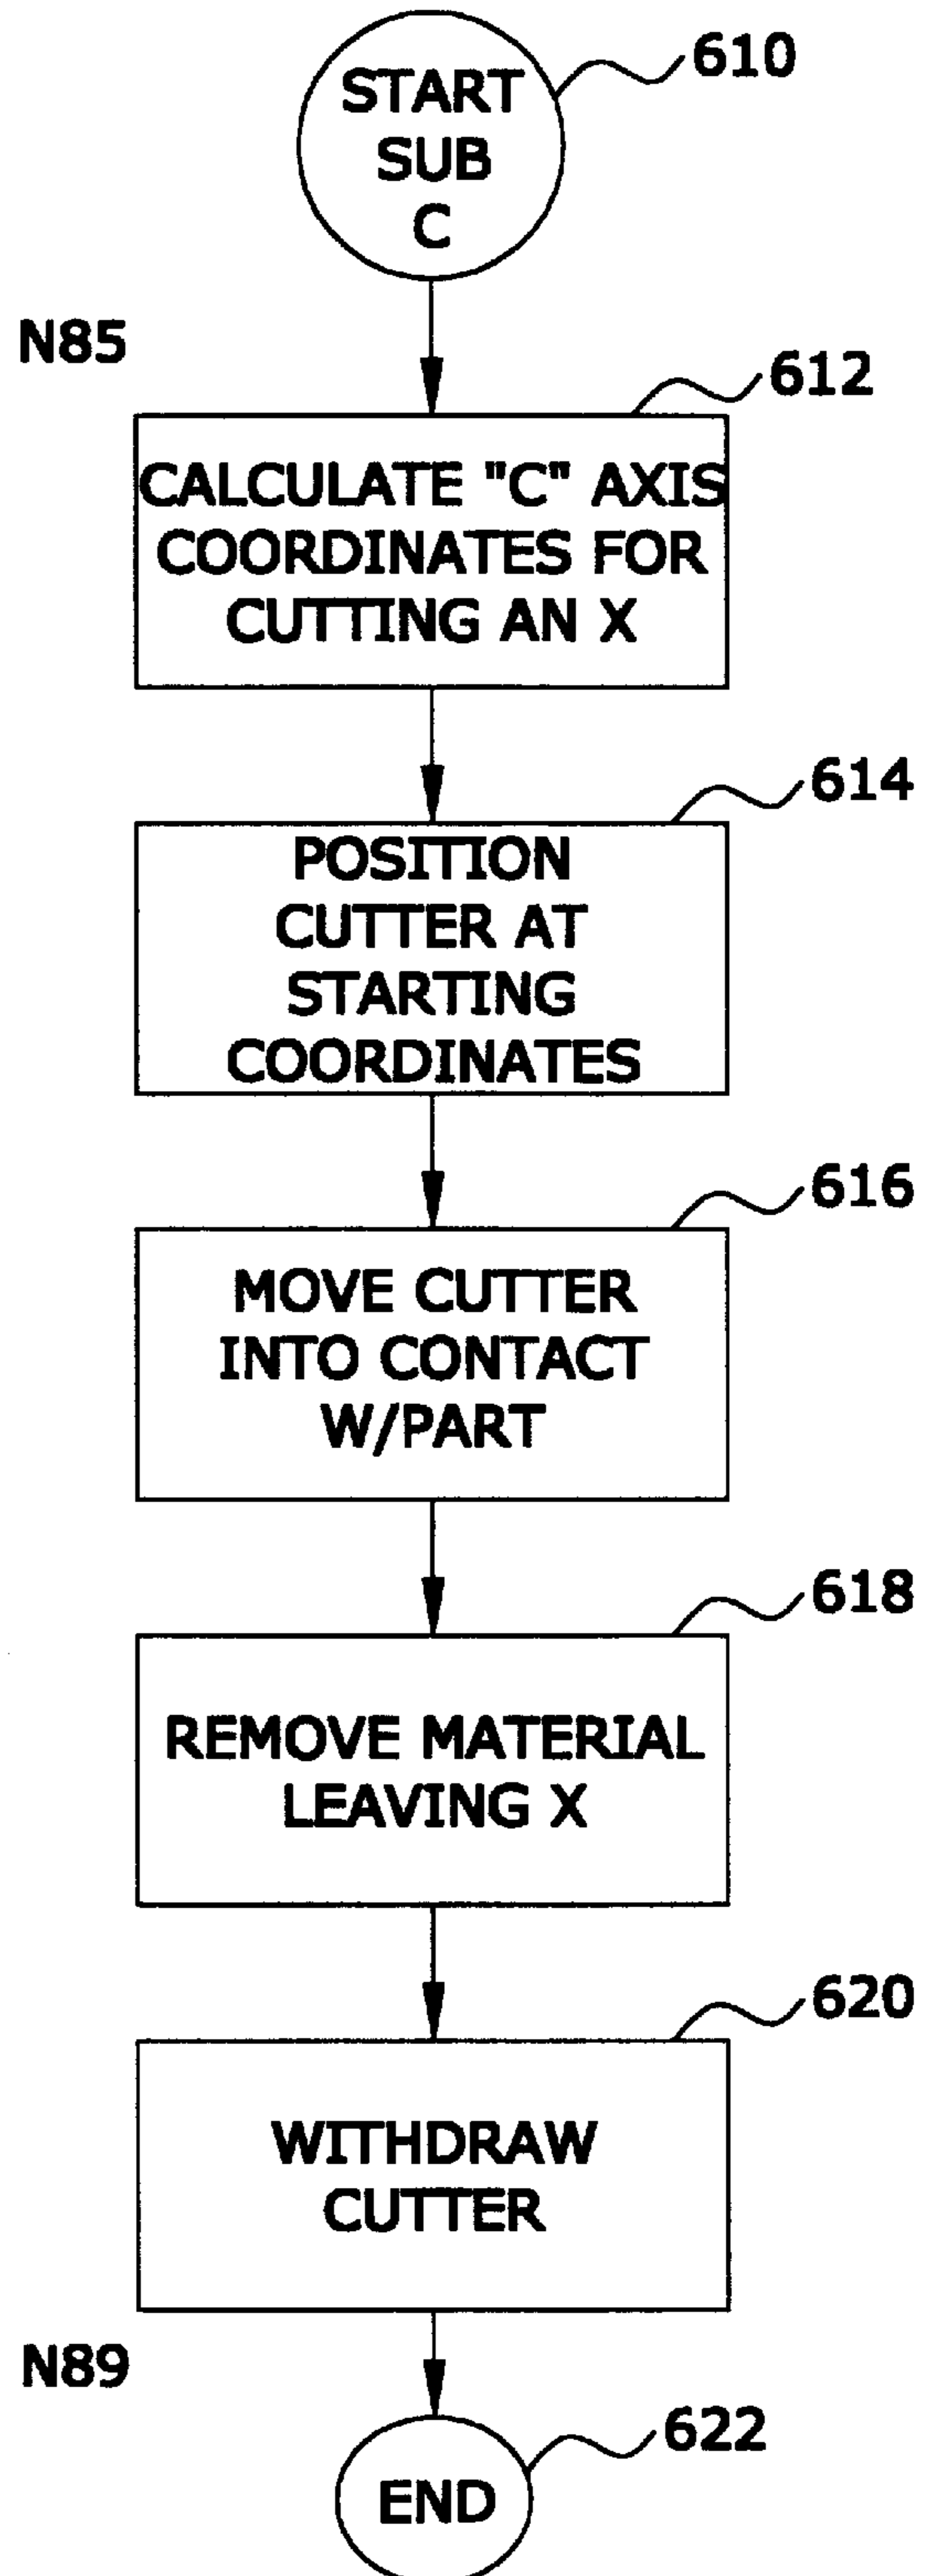 START
SUB
C
610
N85
612
CALCULATE "C" AXIS
COORDINATES FOR
CUTTING AN X
614
POSITION
CUTTER AT
STARTING
COORDINATES
616
MOVE CUTTER
INTO CONTACT
W/PART
618
REMOVE MATERIAL
LEAVING X
620
WITHDRAW
CUTTER
N89
622
END